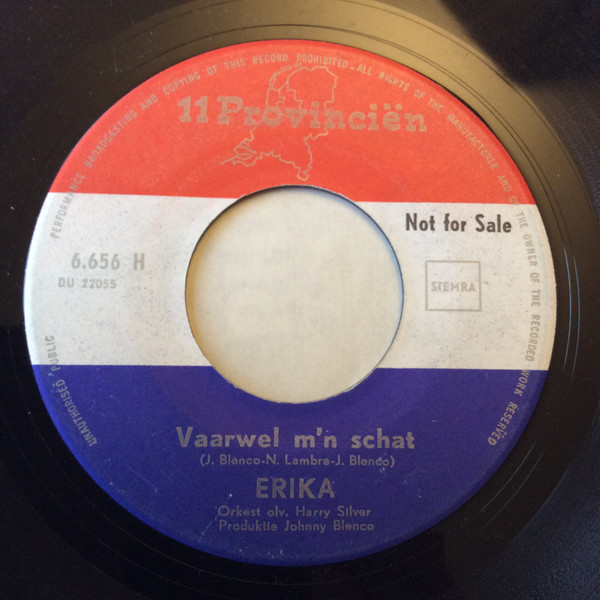 UNAUTHORISED PUBLIC PERFORMANCE BROADCASTING AND COPYING OF THIS RECORD PROHIBITED - ALL RIGHTS OF THE MANUFACTURER AND OF THE OWNER OF THE RECORDED WORK RESERVED
11 Provinciën
Not for Sale
6.656 H
DU 22055
STEMRA
Vaarwel m'n schat
(J. Blenco-N. Lambre-J. Blenco)
ERIKA
Orkest olv. Harry Silver
Produktie Johnny Blenco